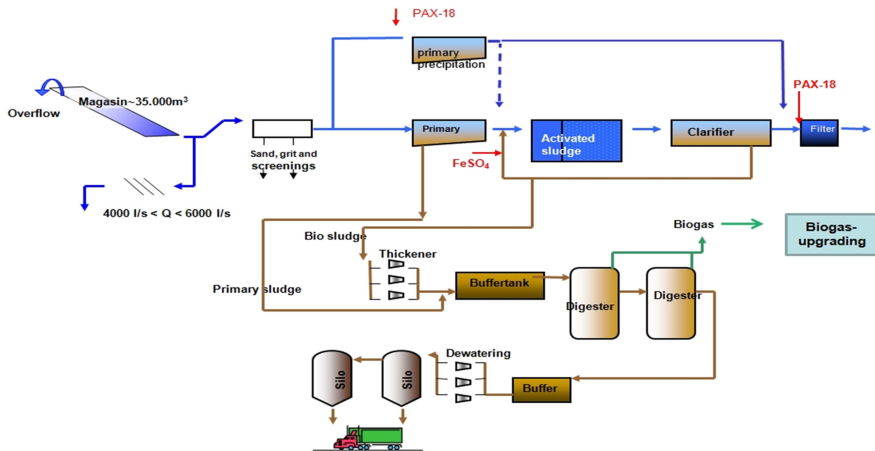 PAX-18
primary
precipitation
PAX-18
Magasin~35.000m³
Overflow
Primary
Activated
sludge
Clarifier
Filter
Sand, grit and
screenings
FeSO₄
4000 l/s < Q < 6000 l/s
Bio sludge
Biogas
Biogas-
upgrading
Thickener
Primary sludge
Buffertank
Digester
Digester
Dewatering
Silo
Silo
Buffer